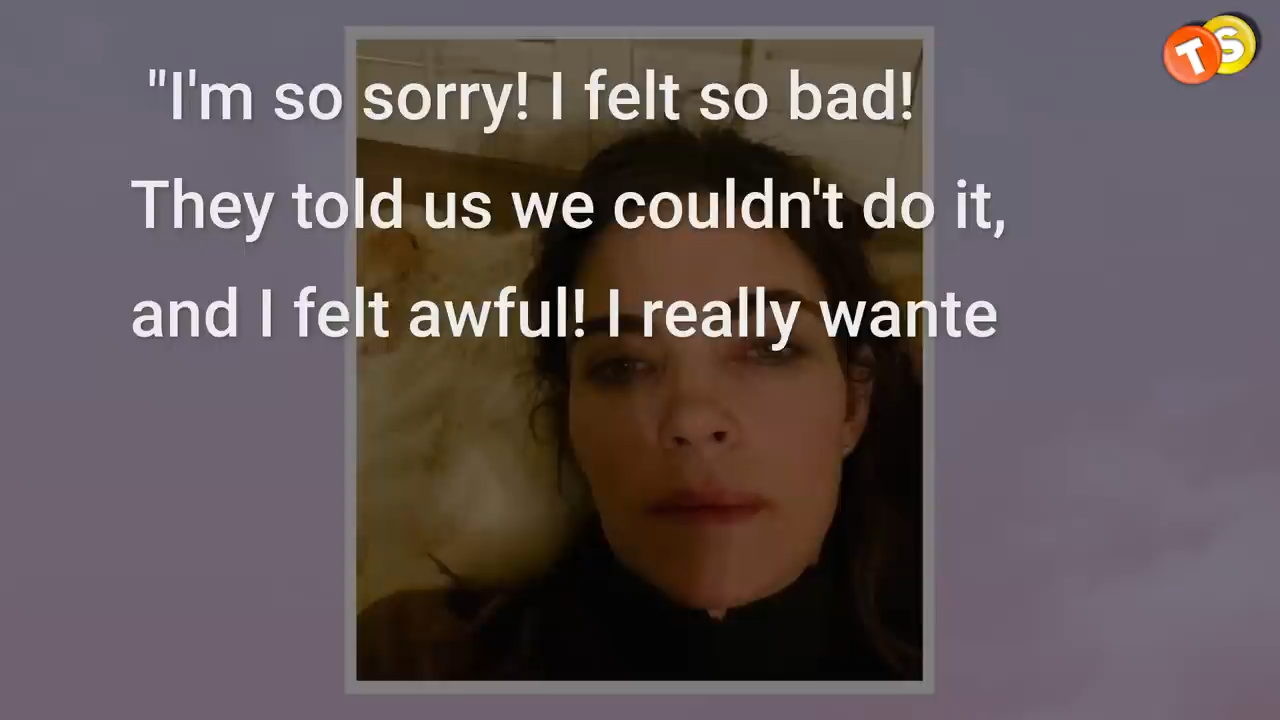 "I'm so sorry! I felt so bad!
They told us we couldn't do it,
and I felt awful! I really wante
TS